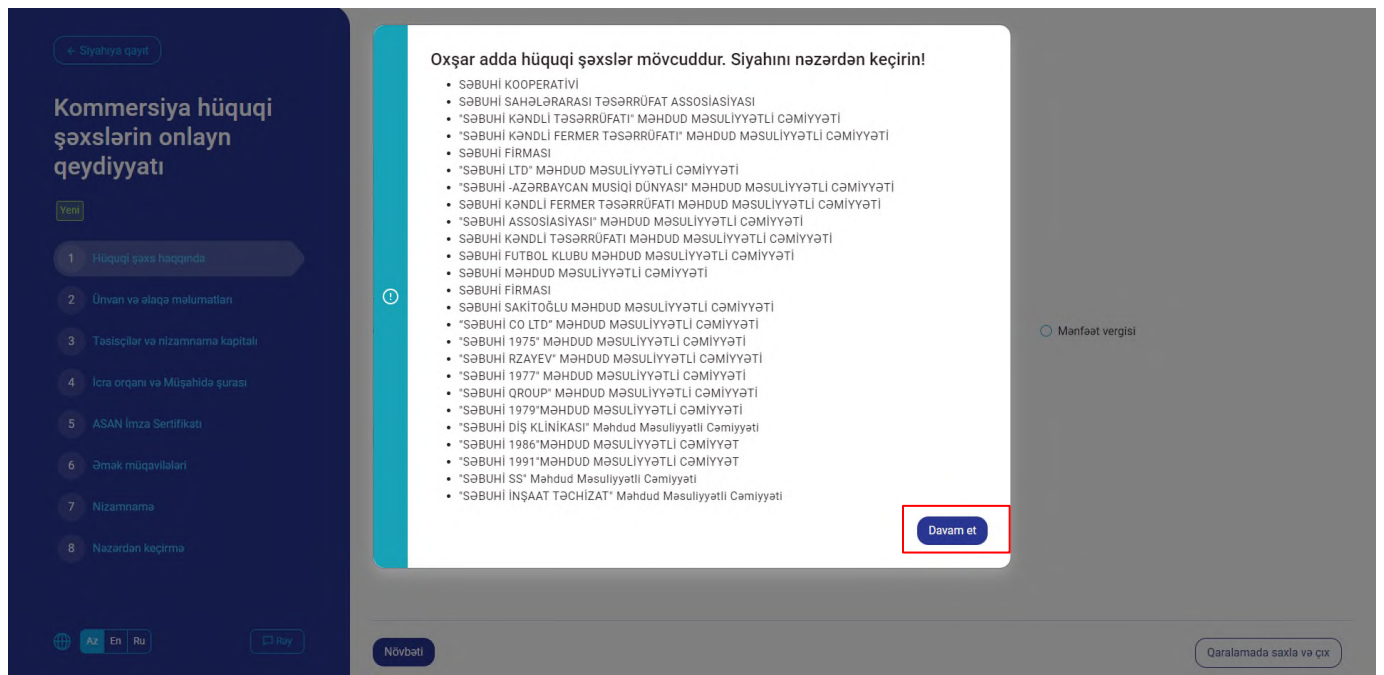 ← Siyahıya qayıt
Kommersiya hüquqi
şəxslərin onlayn
qeydiyyatı
Yeni
1 Hüquqi şəxs haqqında
2 Ünvan və əlaqə məlumatları
3 Təsisçilər və nizamnamə kapitalı
4 İcra orqanı və Müşahidə şurası
5 ASAN İmza Sertifikatı
6 Əmək müqavilələri
7 Nizamnamə
8 Nəzərdən keçirmə
Az En Ru
Rəy
Oxşar adda hüquqi şəxslər mövcuddur. Siyahını nəzərdən keçirin!
• SƏBUHİ KOOPERATİVİ
• SƏBUHİ SAHƏLƏRARASI TƏSƏRRÜFAT ASSOSİASİYASI
• "SƏBUHİ KƏNDLİ TƏSƏRRÜFATI" MƏHDUD MƏSULİYYƏTLİ CƏMİYYƏTİ
• "SƏBUHİ KƏNDLİ FERMER TƏSƏRRÜFATI" MƏHDUD MƏSULİYYƏTLİ CƏMİYYƏTİ
• SƏBUHİ FİRMASI
• "SƏBUHİ LTD" MƏHDUD MƏSULİYYƏTLİ CƏMİYYƏTİ
• "SƏBUHİ -AZƏRBAYCAN MUSİQİ DÜNYASI" MƏHDUD MƏSULİYYƏTLİ CƏMİYYƏTİ
• SƏBUHİ KƏNDLİ FERMER TƏSƏRRÜFATI MƏHDUD MƏSULİYYƏTLİ CƏMİYYƏTİ
• "SƏBUHİ ASSOSİASİYASI" MƏHDUD MƏSULİYYƏTLİ CƏMİYYƏTİ
• SƏBUHİ KƏNDLİ TƏSƏRRÜFATI MƏHDUD MƏSULİYYƏTLİ CƏMİYYƏTİ
• SƏBUHİ FUTBOL KLUBU MƏHDUD MƏSULİYYƏTLİ CƏMİYYƏTİ
• SƏBUHİ MƏHDUD MƏSULİYYƏTLİ CƏMİYYƏTİ
• SƏBUHİ FİRMASI
• SƏBUHİ SAKİTOĞLU MƏHDUD MƏSULİYYƏTLİ CƏMİYYƏTİ
• "SƏBUHİ CO LTD" MƏHDUD MƏSULİYYƏTLİ CƏMİYYƏTİ
• "SƏBUHİ 1975" MƏHDUD MƏSULİYYƏTLİ CƏMİYYƏTİ
• "SƏBUHİ RZAYEV" MƏHDUD MƏSULİYYƏTLİ CƏMİYYƏTİ
• "SƏBUHİ 1977" MƏHDUD MƏSULİYYƏTLİ CƏMİYYƏTİ
• "SƏBUHİ QROUP" MƏHDUD MƏSULİYYƏTLİ CƏMİYYƏTİ
• "SƏBUHİ 1979"MƏHDUD MƏSULİYYƏTLİ CƏMİYYƏTİ
• "SƏBUHİ DİŞ KLİNİKASI" Məhdud Məsuliyyətli Cəmiyyəti
• "SƏBUHİ 1986"MƏHDUD MƏSULİYYƏTLİ CƏMİYYƏT
• "SƏBUHİ 1991"MƏHDUD MƏSULİYYƏTLİ CƏMİYYƏT
• "SƏBUHİ SS" Məhdud Məsuliyyətli Cəmiyyəti
• "SƏBUHİ İNŞAAT TƏCHİZAT" Məhdud Məsuliyyətli Cəmiyyəti
Davam et
Mənfəət vergisi
Növbəti
Qaralamada saxla və çıx